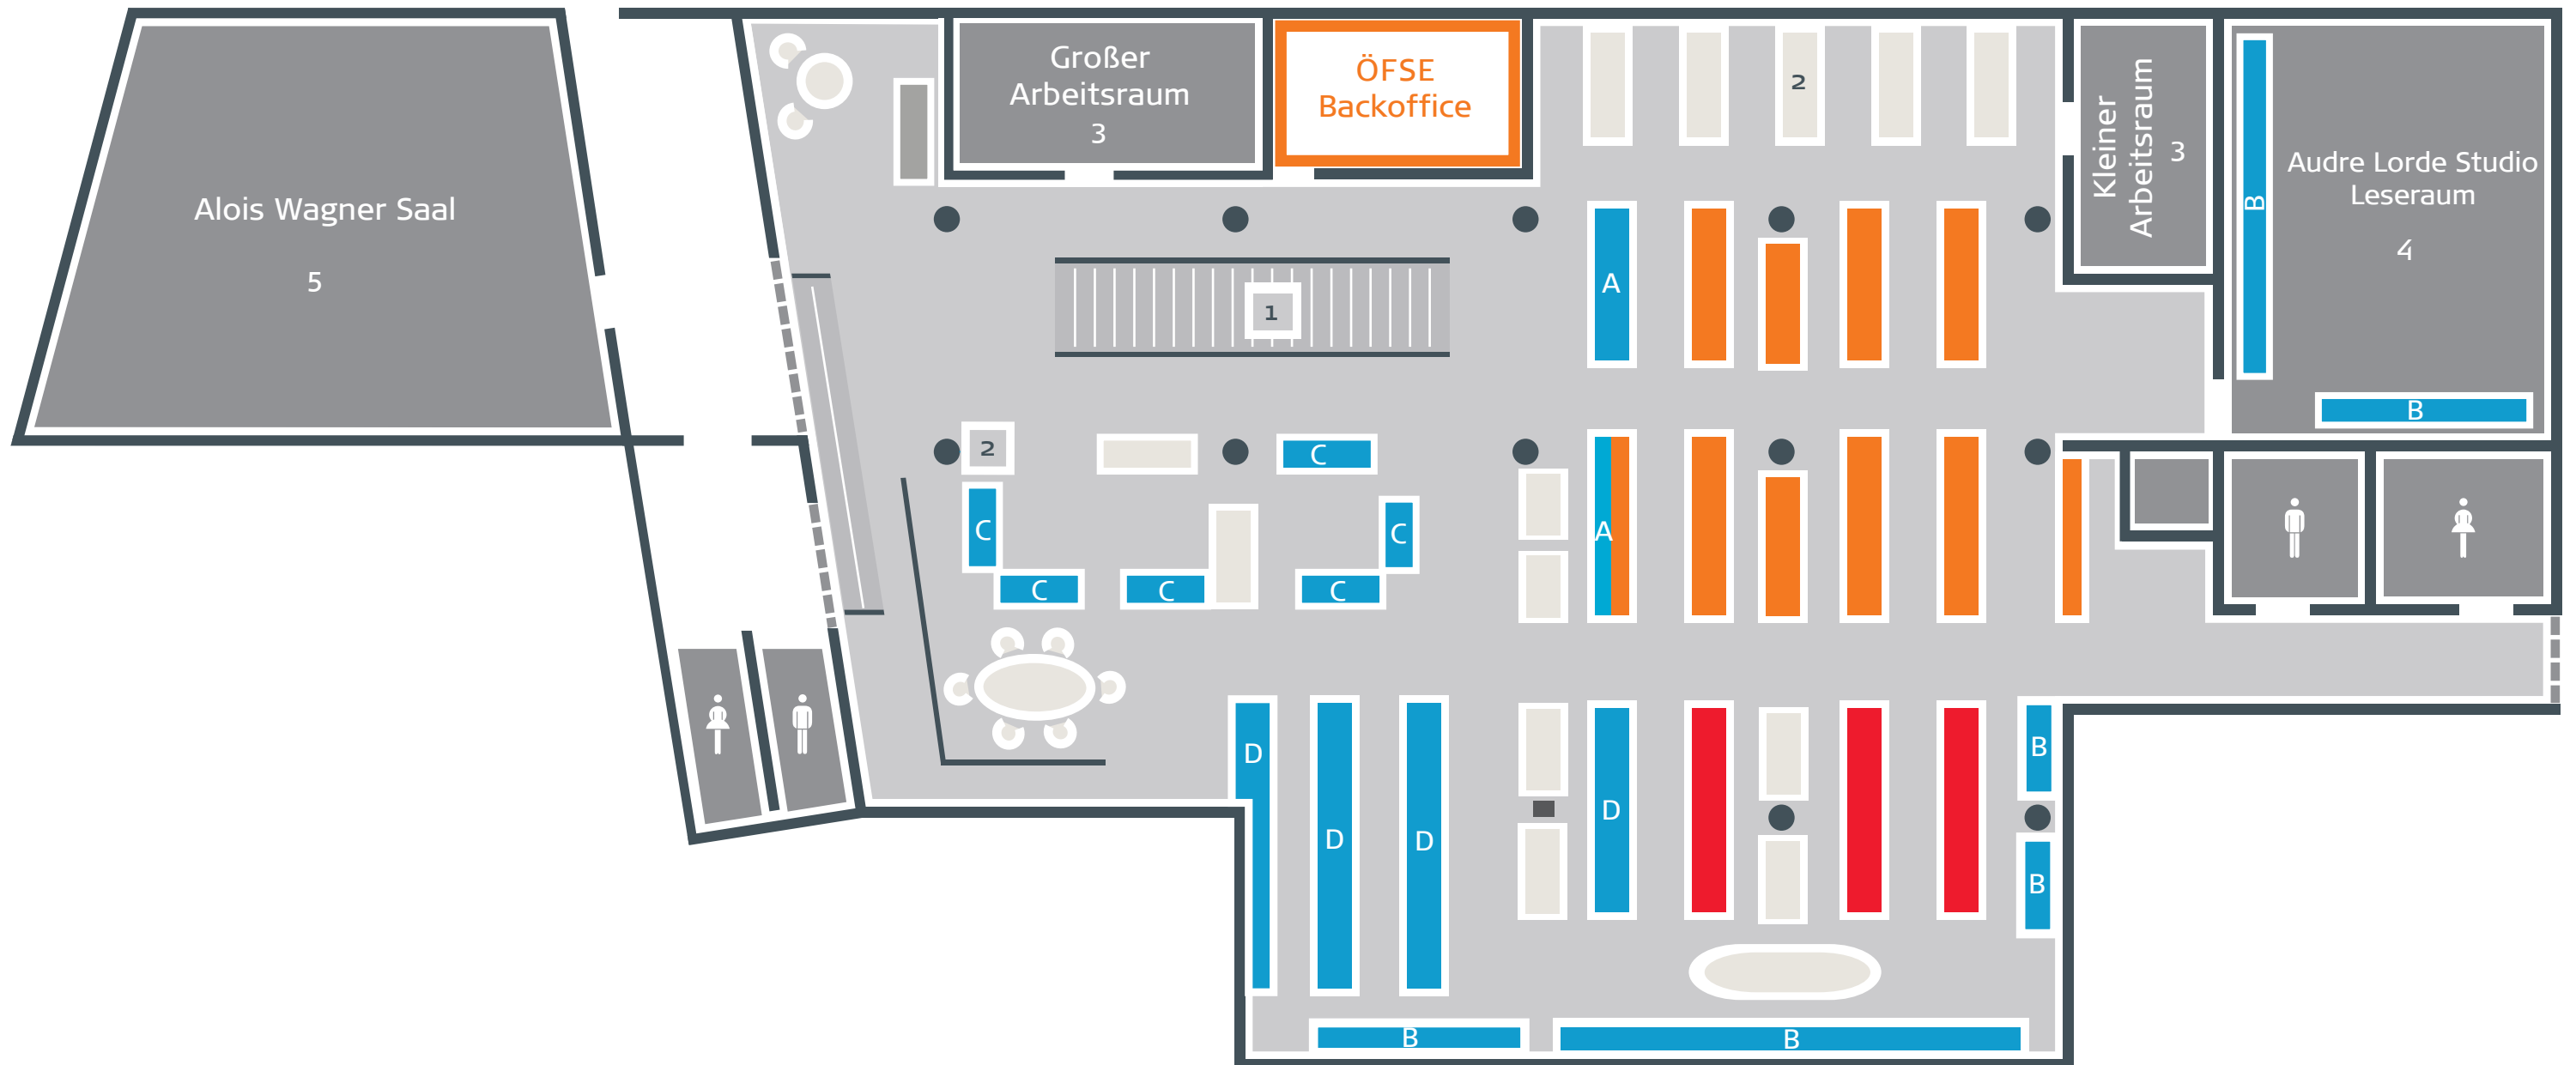 Alois Wagner Saal
5
Großer
Arbeitsraum
3
ÖFSE
Backoffice
2
Kleiner
Arbeitsraum
3
Audre Lorde Studio
Leseraum
4
B
B
A
1
2
C
C
C
C
C
C
A
D
D
D
D
B
B
B
B